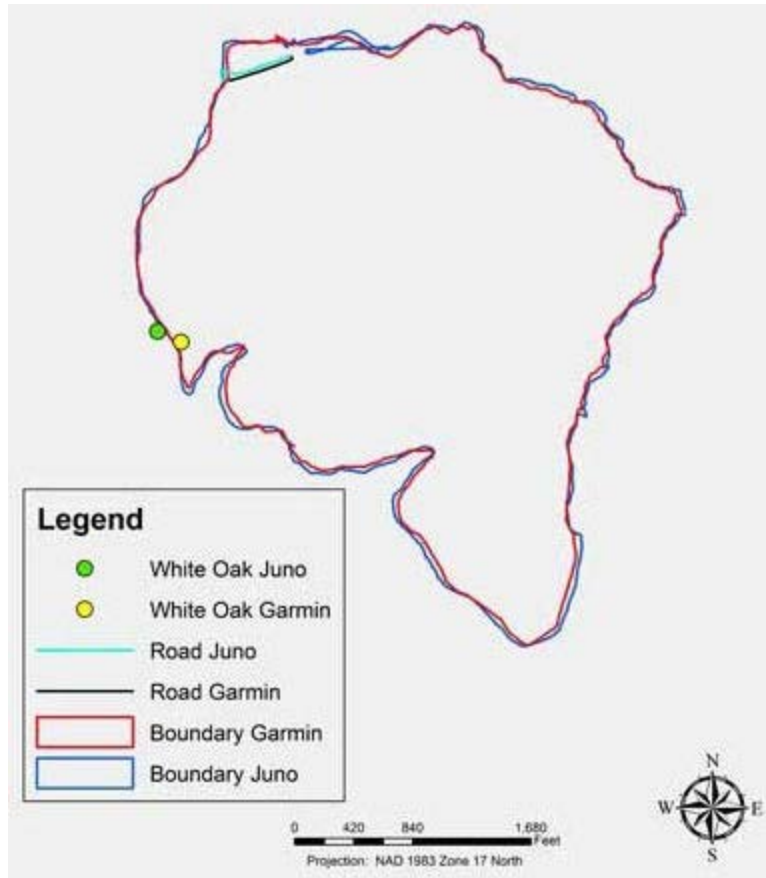 Legend
White Oak Juno
White Oak Garmin
Road Juno
Road Garmin
Boundary Garmin
Boundary Juno
N
W E
S
0 420 840 1,680
Feet
Projection: NAD 1983 Zone 17 North